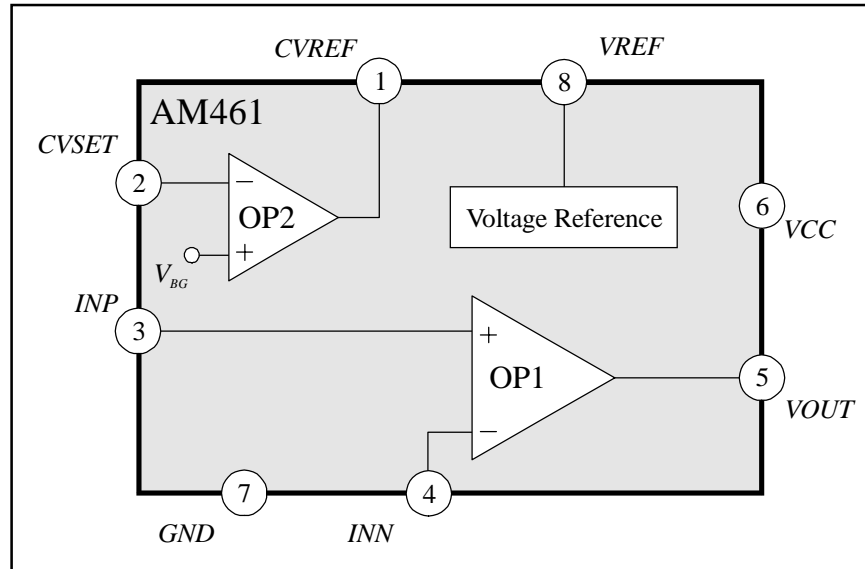 CVREF
VREF
1
8
AM461
CVSET
2
−
OP2
+
V_BG
Voltage Reference
6
VCC
INP
3
+
OP1
−
5
VOUT
7
4
GND
INN